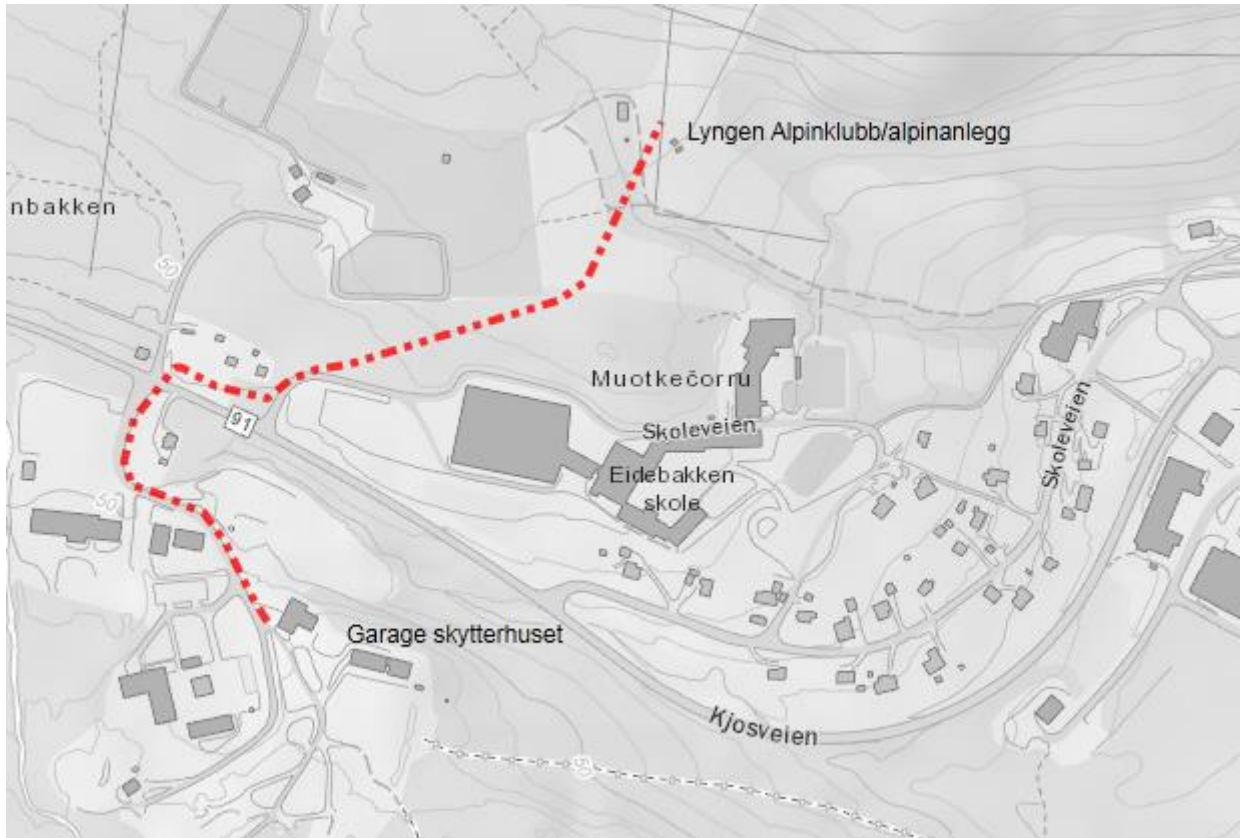 Lyngen Alpinklubb/alpinanlegg
nbakken
50
91
Muotkečorru
Skoleveien
Skoleveien
Eidebakken
skole
50
Garage skytterhuset
Kjosveien
50